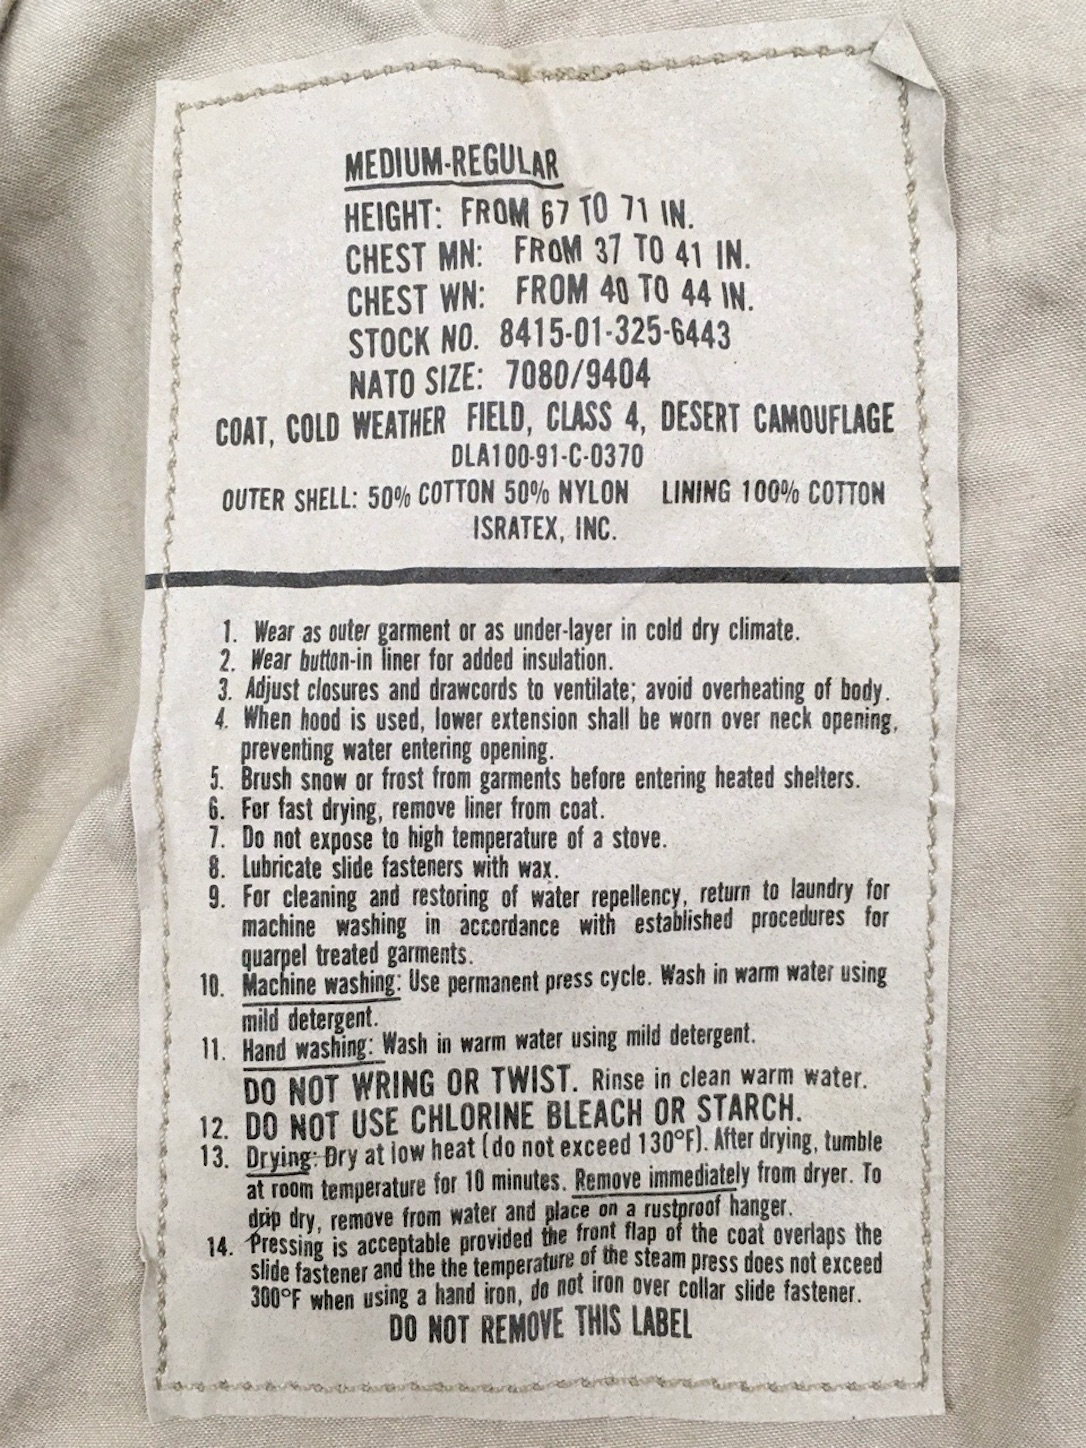 MEDIUM-REGULAR
HEIGHT: FROM 67 TO 71 IN.
CHEST MN: FROM 37 TO 41 IN.
CHEST WN: FROM 40 TO 44 IN.
STOCK NO. 8415-01-325-6443
NATO SIZE: 7080/9404
COAT, COLD WEATHER FIELD, CLASS 4, DESERT CAMOUFLAGE
DLA100-91-C-0370
OUTER SHELL: 50% COTTON 50% NYLON LINING 100% COTTON
ISRATEX, INC.
1. Wear as outer garment or as under-layer in cold dry climate.
2. Wear button-in liner for added insulation.
3. Adjust closures and drawcords to ventilate; avoid overheating of body.
4. When hood is used, lower extension shall be worn over neck opening,
preventing water entering opening.
5. Brush snow or frost from garments before entering heated shelters.
6. For fast drying, remove liner from coat.
7. Do not expose to high temperature of a stove.
8. Lubricate slide fasteners with wax.
9. For cleaning and restoring of water repellency, return to laundry for
machine washing in accordance with established procedures for
quarpel treated garments.
10. Machine washing: Use permanent press cycle. Wash in warm water using
mild detergent.
11. Hand washing: Wash in warm water using mild detergent.
DO NOT WRING OR TWIST. Rinse in clean warm water.
12. DO NOT USE CHLORINE BLEACH OR STARCH.
13. Drying: Dry at low heat (do not exceed 130°F). After drying, tumble
at room temperature for 10 minutes. Remove immediately from dryer. To
drip dry, remove from water and place on a rustproof hanger.
14. Pressing is acceptable provided the front flap of the coat overlaps the
slide fastener and the the temperature of the steam press does not exceed
300°F when using a hand iron, do not iron over collar slide fastener.
DO NOT REMOVE THIS LABEL